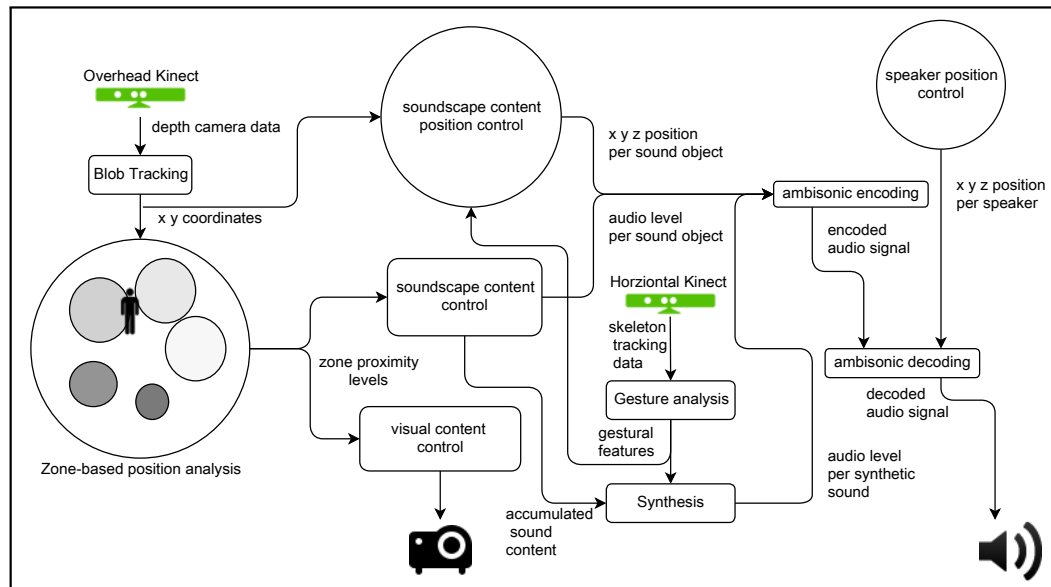 Overhead Kinect
depth camera data
Blob Tracking
x y coordinates
Zone-based position analysis
soundscape content
position control
soundscape content
control
zone proximity
levels
visual content
control
accumulated
sound
content
x y z position
per sound object
audio level
per sound object
Horziontal Kinect
skeleton
tracking
data
Gesture analysis
gestural
features
Synthesis
speaker position
control
x y z position
per speaker
ambisonic encoding
encoded
audio signal
ambisonic decoding
decoded
audio signal
audio level
per synthetic
sound